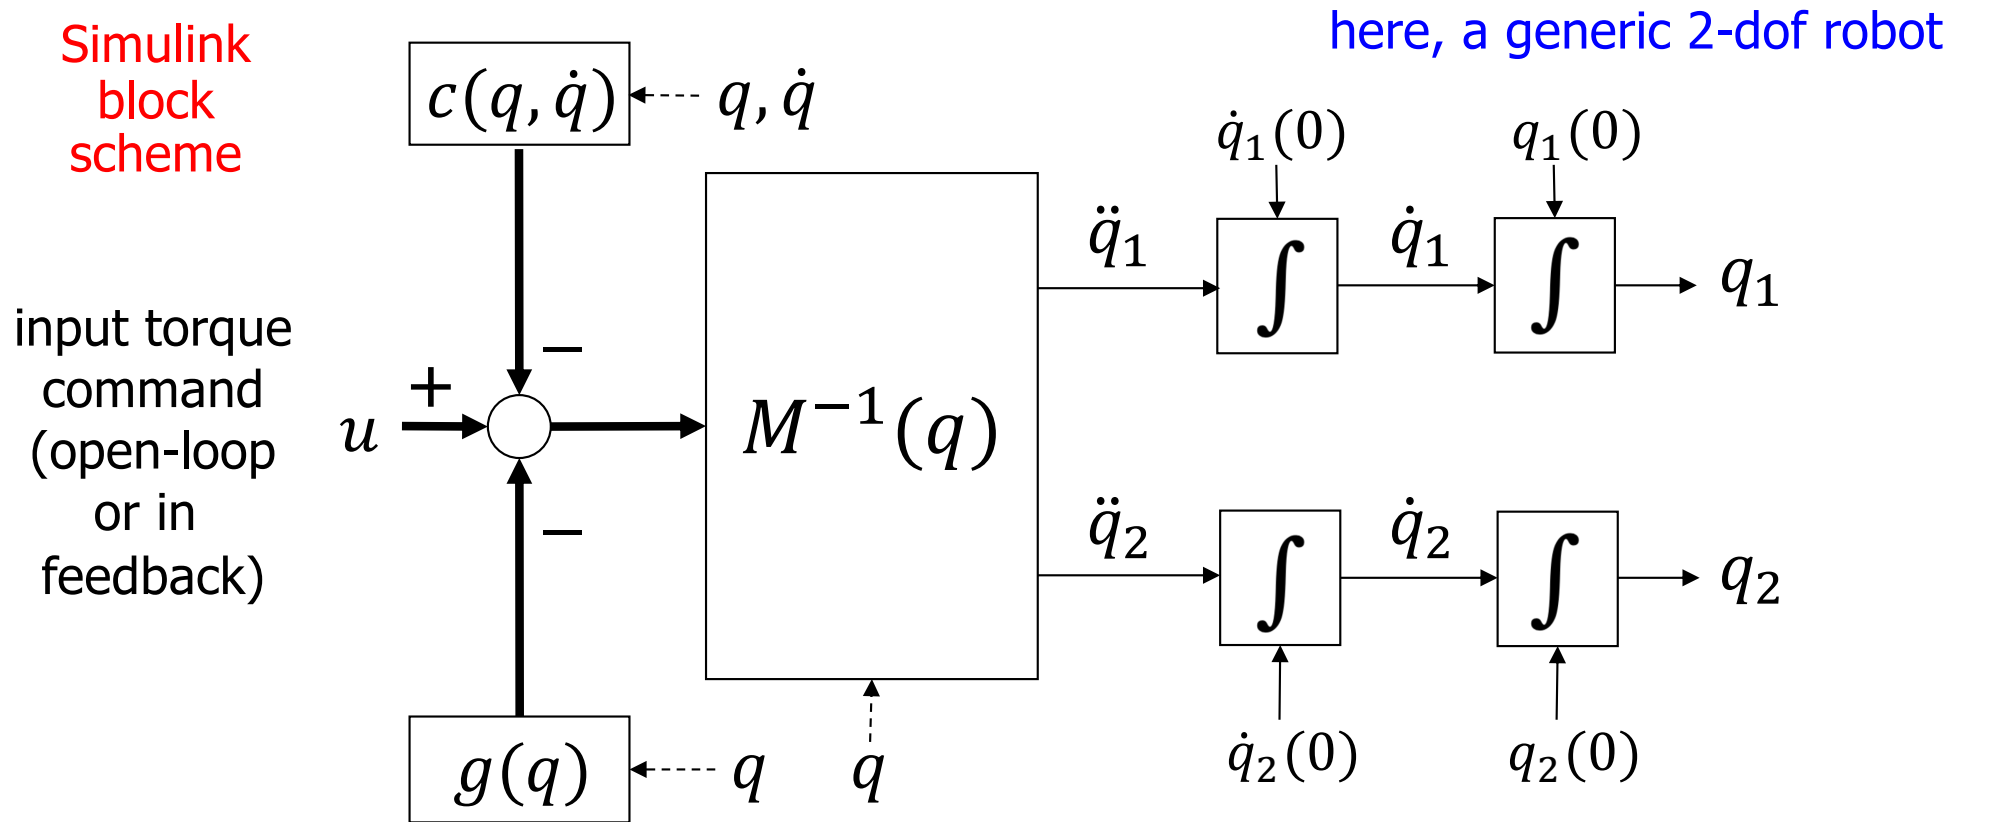 Simulink
block
scheme
here, a generic 2-dof robot
c(q, q̇)
q, q̇
q̇₁(0)
q₁(0)
q̈₁
∫
q̇₁
∫
q₁
input torque
command
(open-loop
or in
feedback)
u
+
−
−
M⁻¹(q)
q̈₂
∫
q̇₂
∫
q₂
g(q)
q
q
q̇₂(0)
q₂(0)